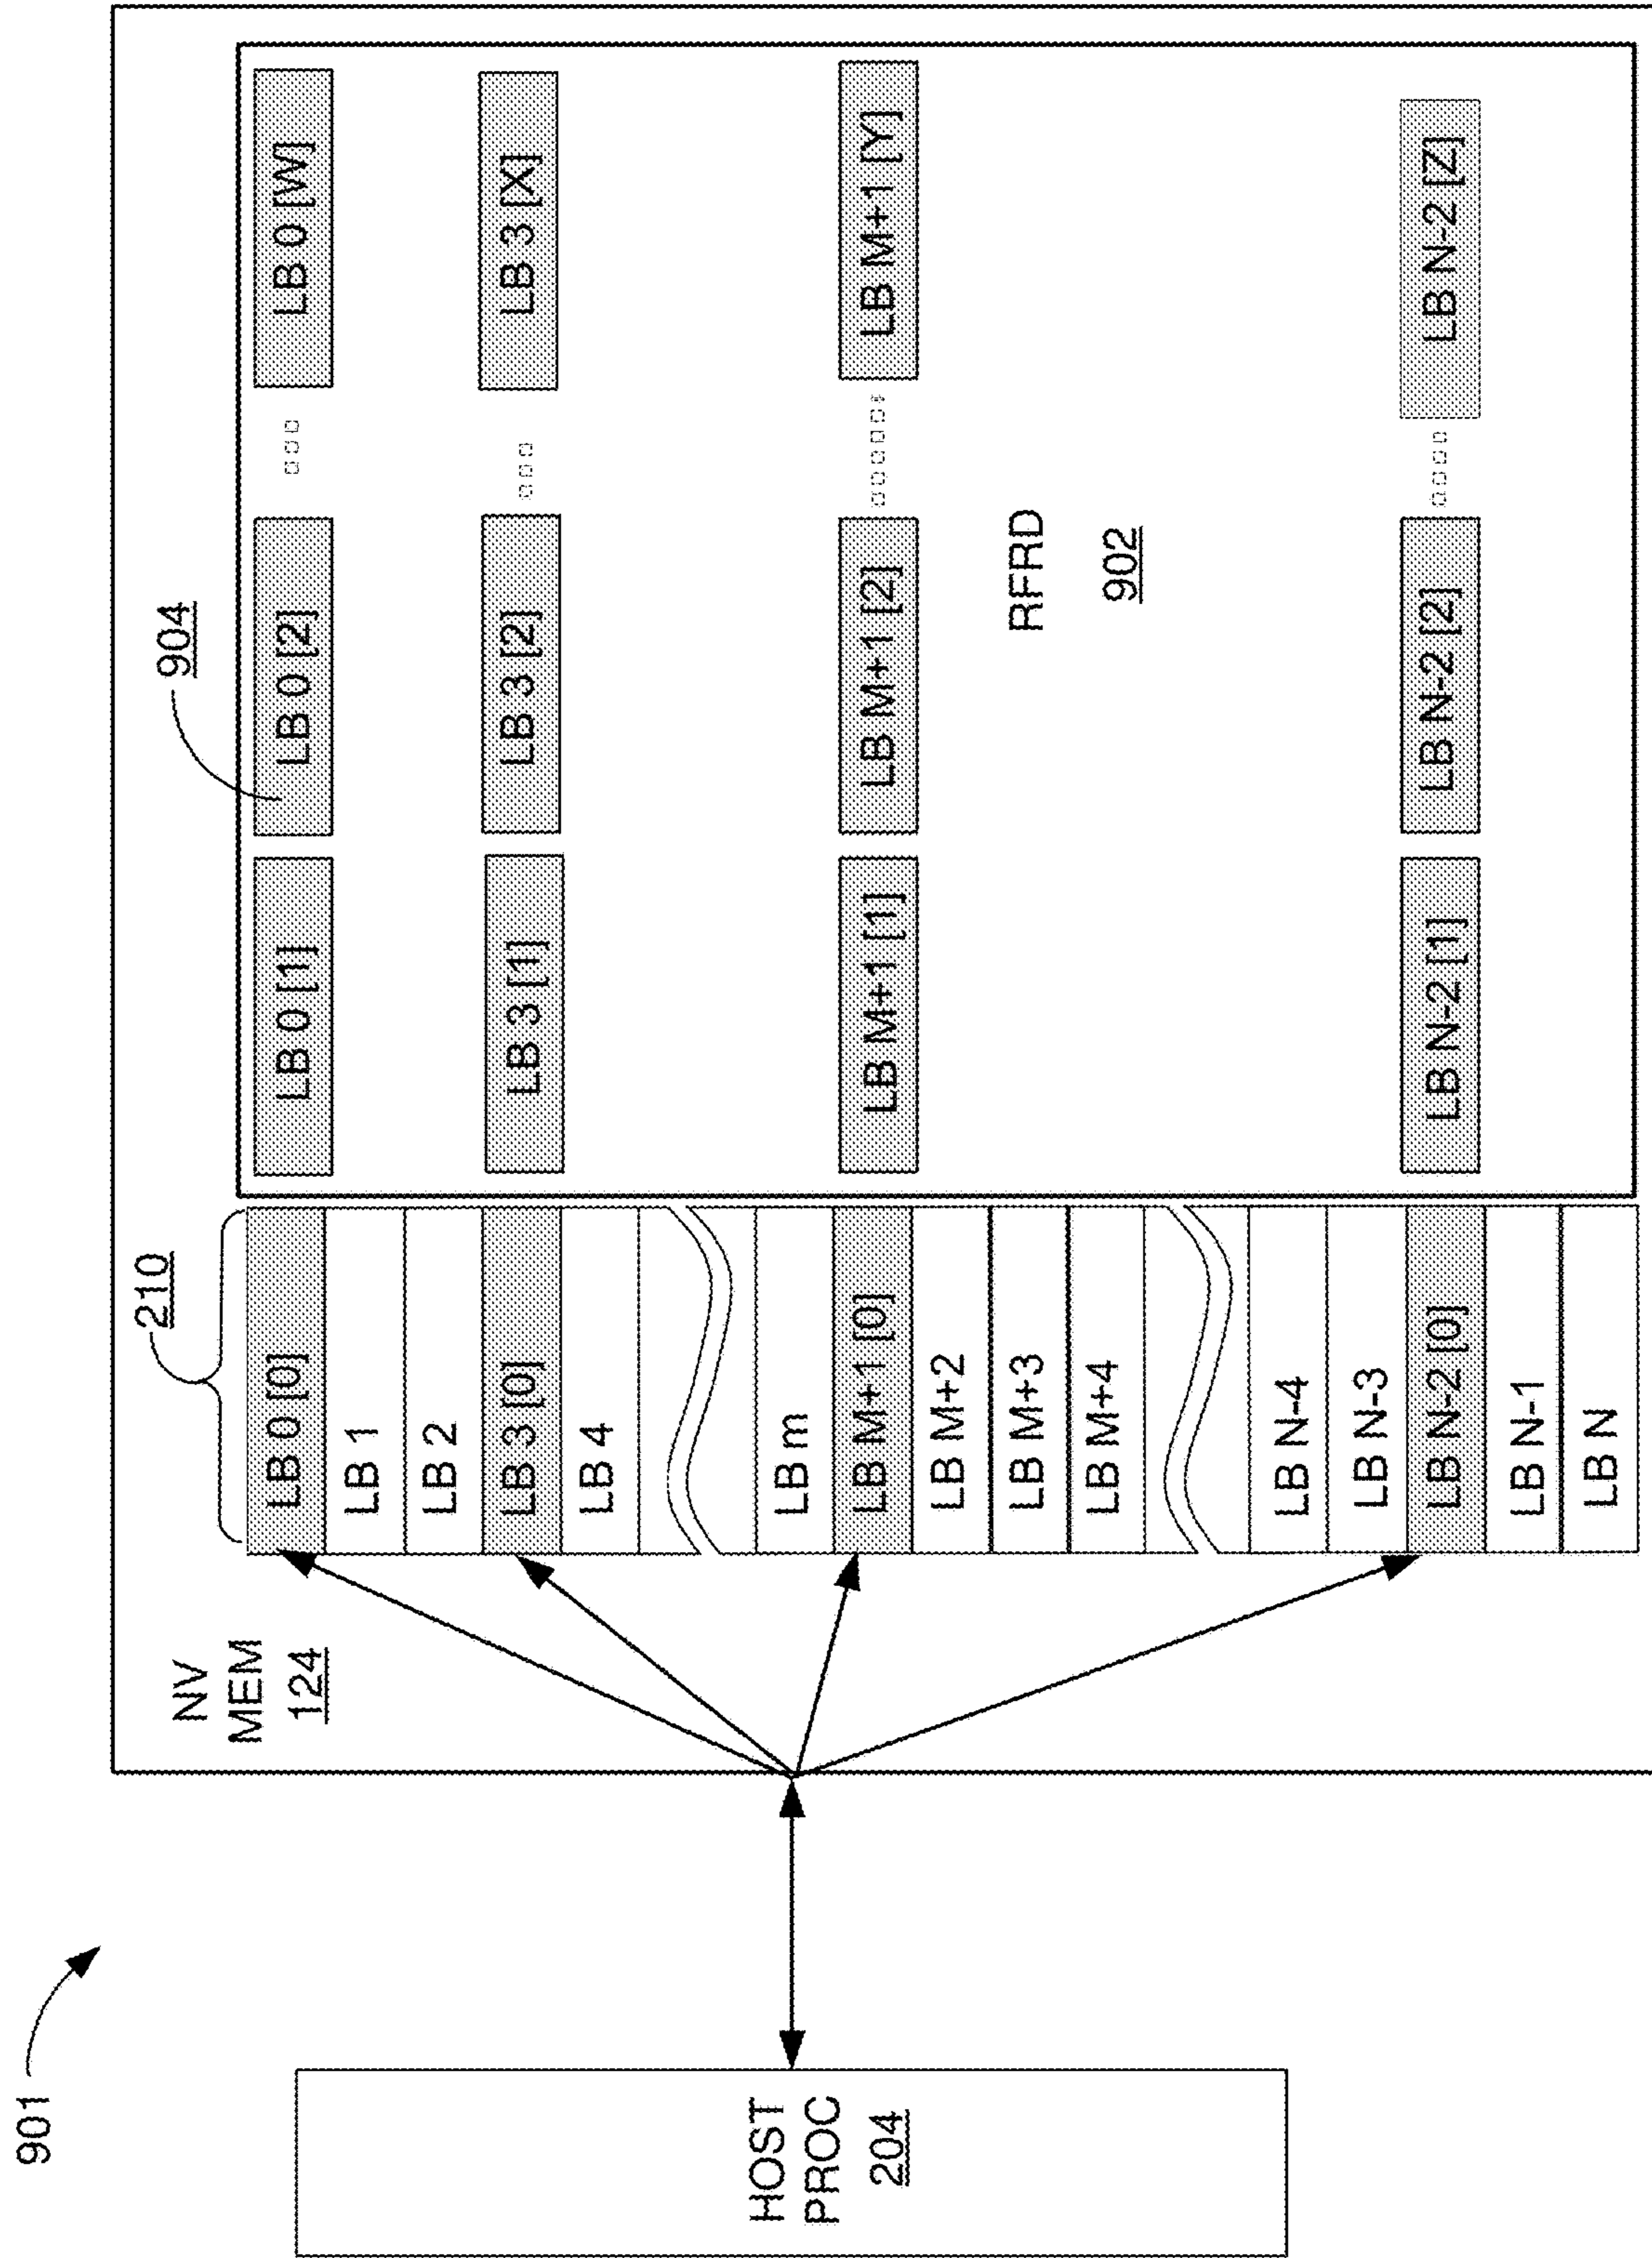 901
HOST
PROC
204
NV
MEM
124
210
LB 0 [0]
LB 1
LB 2
LB 3 [0]
LB 4
LB m
LB M+1 [0]
LB M+2
LB M+3
LB M+4
LB N-4
LB N-3
LB N-2 [0]
LB N-1
LB N
904
LB 0 [1]
LB 0 [2]
LB 0 [W]
LB 3 [1]
LB 3 [2]
LB 3 [X]
LB M+1 [1]
LB M+1 [2]
LB M+1 [Y]
RFRD
902
LB N-2 [1]
LB N-2 [2]
LB N-2 [Z]